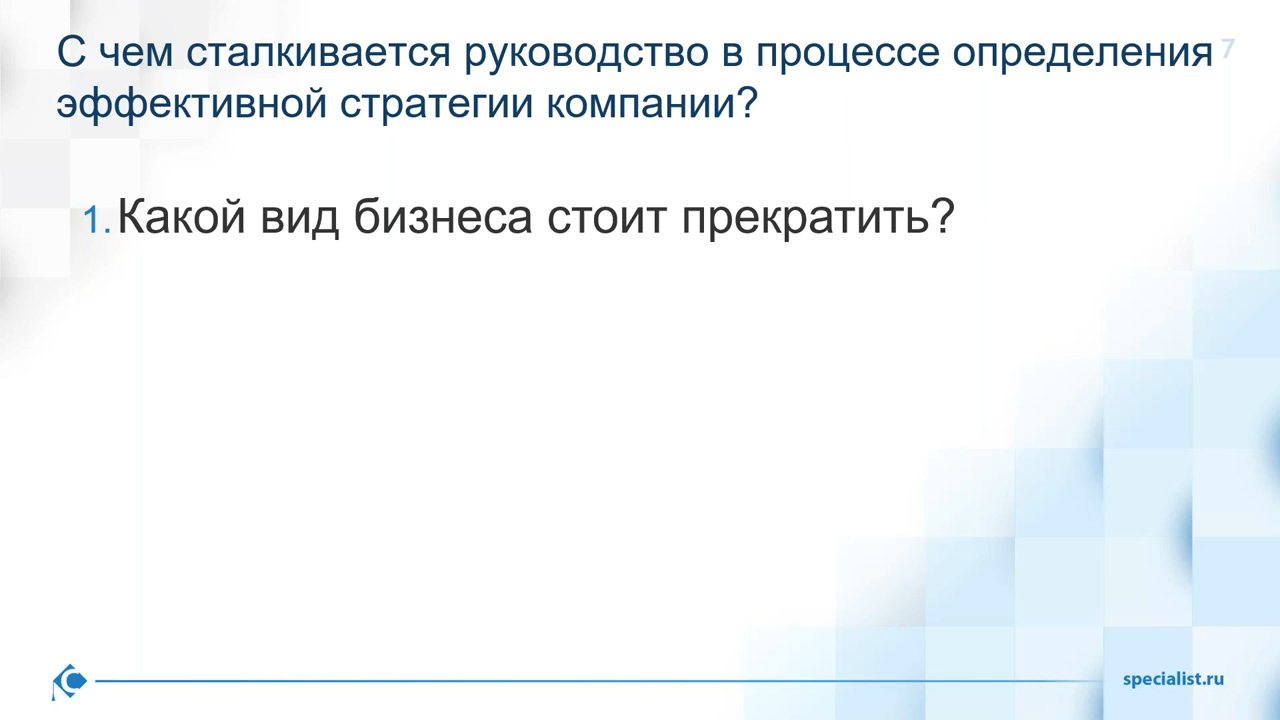 С чем сталкивается руководство в процессе определения
эффективной стратегии компании?
7
1. Какой вид бизнеса стоит прекратить?
specialist.ru